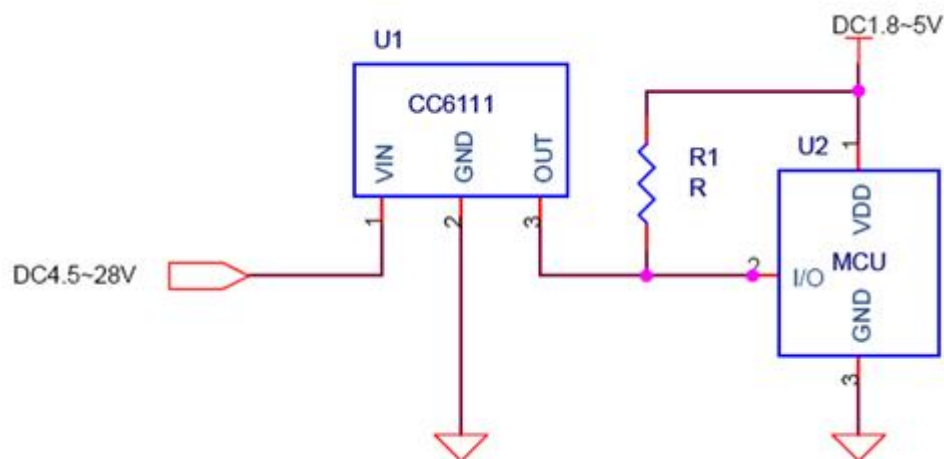 DC1.8~5V
U1
CC6111
VIN
GND
OUT
1
2
3
DC4.5~28V
R1
R
U2
1
VDD
2
I/O
MCU
GND
3